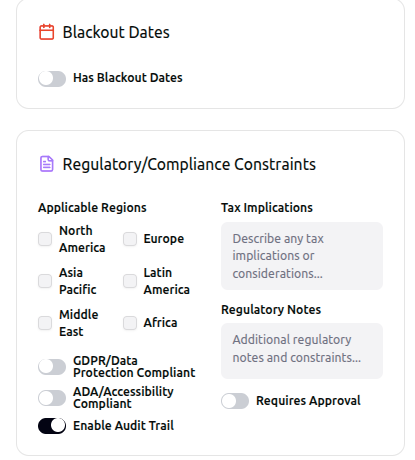 Blackout Dates
Has Blackout Dates
Regulatory/Compliance Constraints
Applicable Regions
North
America
Europe
Asia
Pacific
Latin
America
Middle
East
Africa
GDPR/Data
Protection Compliant
ADA/Accessibility
Compliant
Enable Audit Trail
Tax Implications
Describe any tax
implications or
considerations...
Regulatory Notes
Additional regulatory
notes and constraints...
Requires Approval